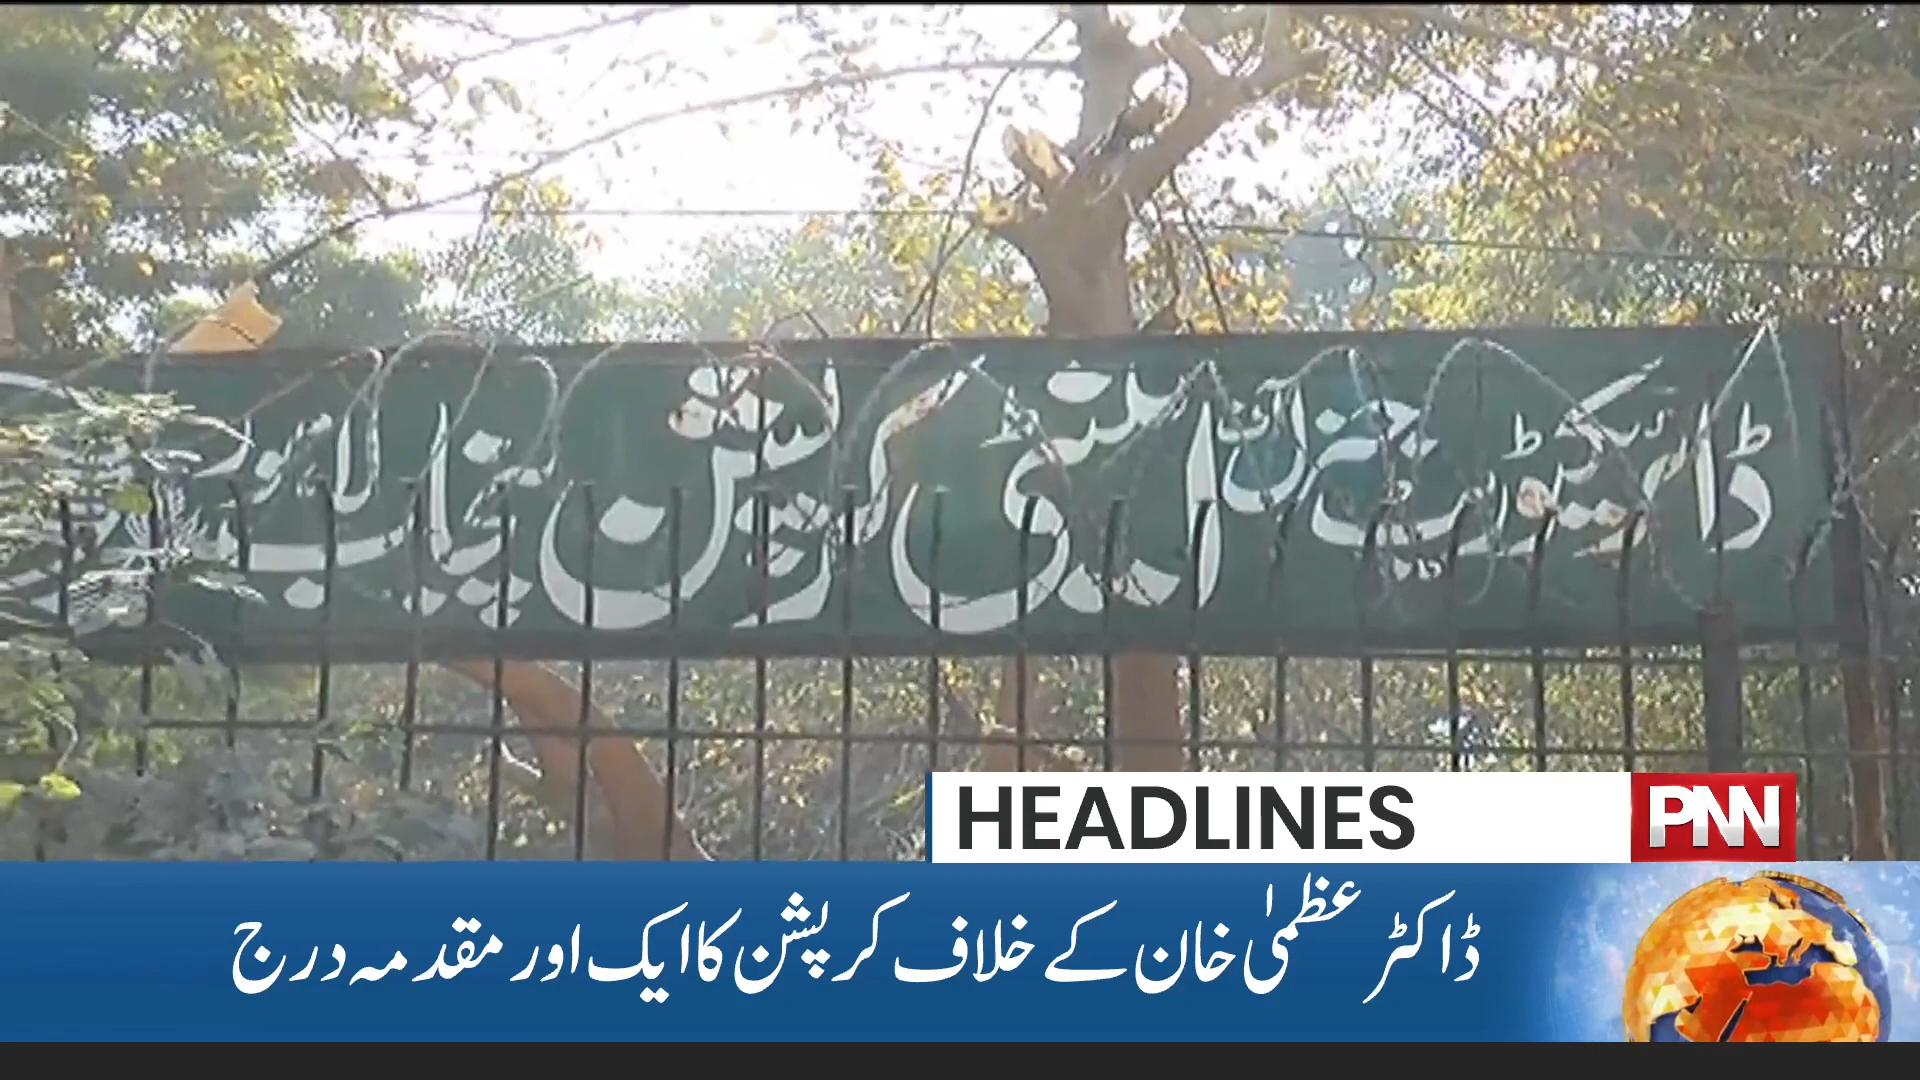 ڈائریکٹوریٹ جنرل آف اینٹی کرپشن پنجاب لاہور
HEADLINES
PNN
ڈاکٹر عظمیٰ خان کے خلاف کرپشن کا ایک اور مقدمہ درج